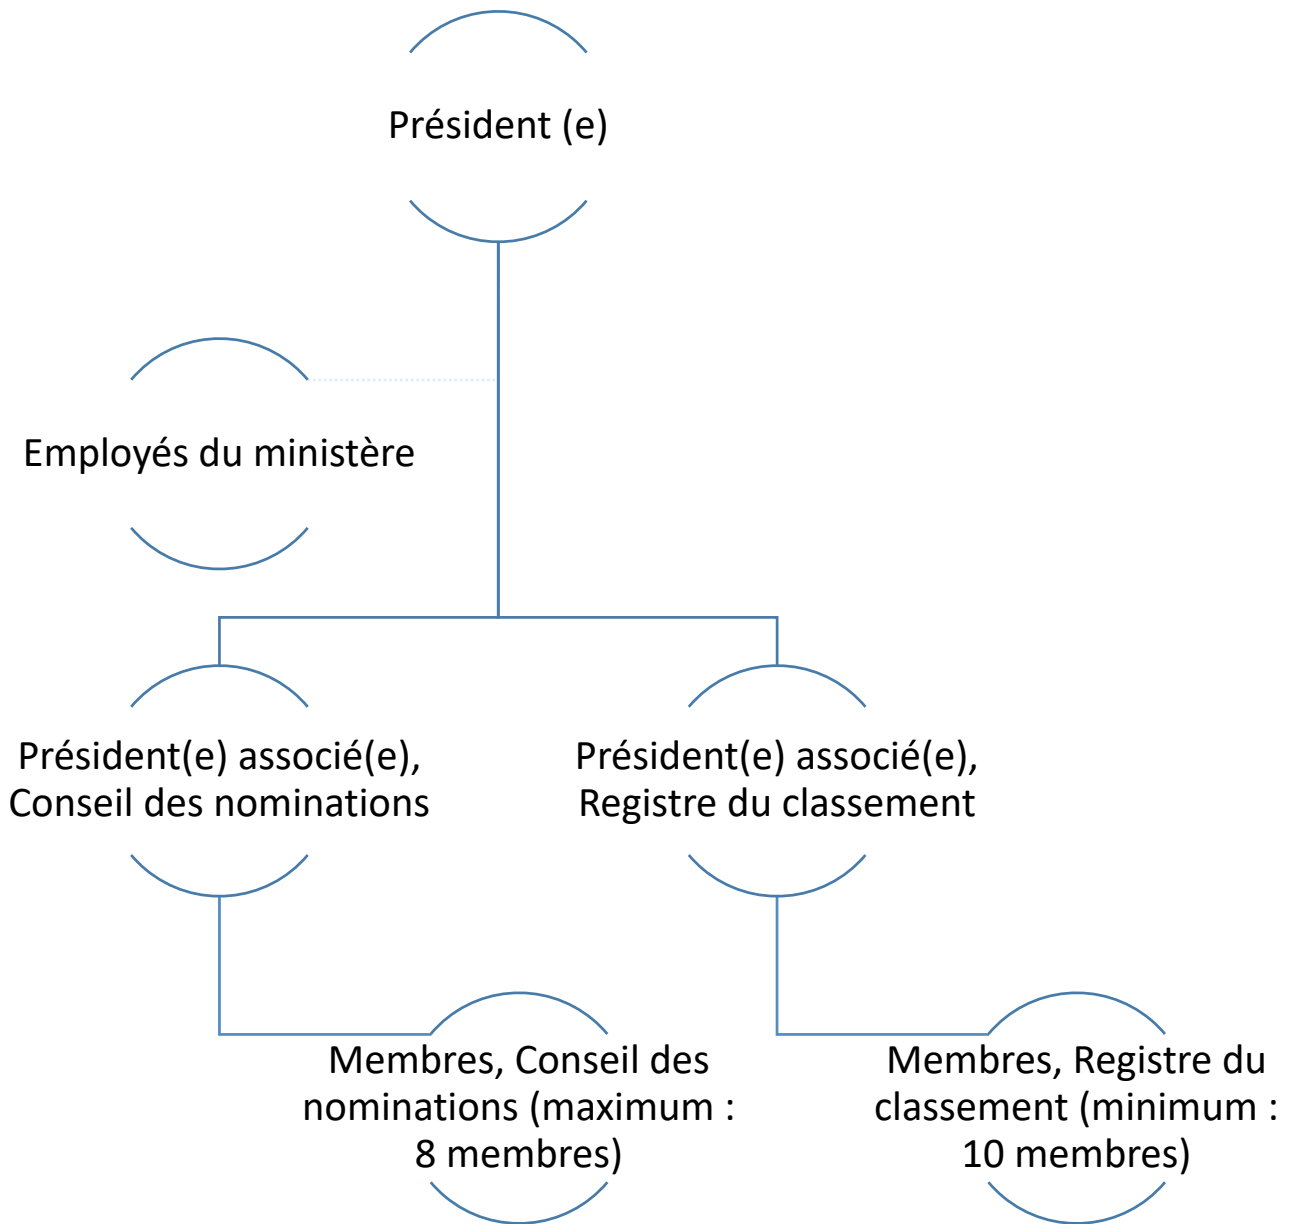 Président (e)
Employés du ministère
Président(e) associé(e),
Conseil des nominations
Président(e) associé(e),
Registre du classement
Membres, Conseil des
nominations (maximum :
8 membres)
Membres, Registre du
classement (minimum :
10 membres)